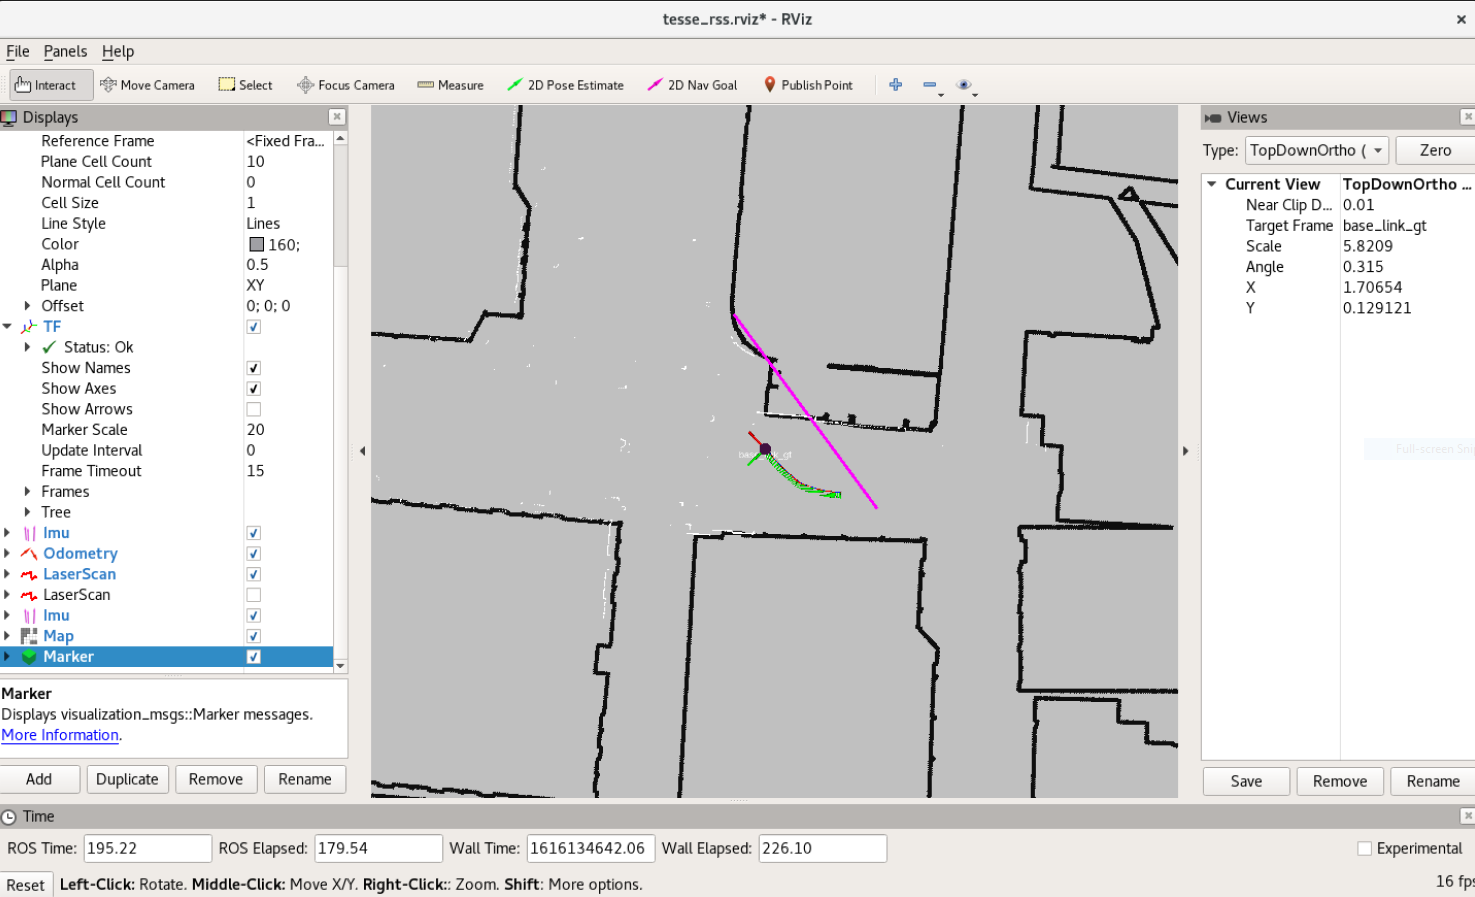 tesse_rss.rviz* - RViz
File Panels Help
Interact Move Camera Select Focus Camera Measure 2D Pose Estimate 2D Nav Goal Publish Point
Displays
Reference Frame <Fixed Fra...
Plane Cell Count 10
Normal Cell Count 0
Cell Size 1
Line Style Lines
Color 160;
Alpha 0.5
Plane XY
Offset 0; 0; 0
TF
Status: Ok
Show Names
Show Axes
Show Arrows
Marker Scale 20
Update Interval 0
Frame Timeout 15
Frames
Tree
Imu
Odometry
LaserScan
LaserScan
Imu
Map
Marker
Marker
Displays visualization_msgs::Marker messages.
More Information.
Add Duplicate Remove Rename
base_link_gt
Views
Type: TopDownOrtho ( Zero
Current View TopDownOrtho ...
Near Clip D... 0.01
Target Frame base_link_gt
Scale 5.8209
Angle 0.315
X 1.70654
Y 0.129121
Full-screen Snip
Save Remove Rename
Time
ROS Time: 195.22 ROS Elapsed: 179.54 Wall Time: 1616134642.06 Wall Elapsed: 226.10 Experimental
Reset Left-Click: Rotate. Middle-Click: Move X/Y. Right-Click:: Zoom. Shift: More options. 16 fps